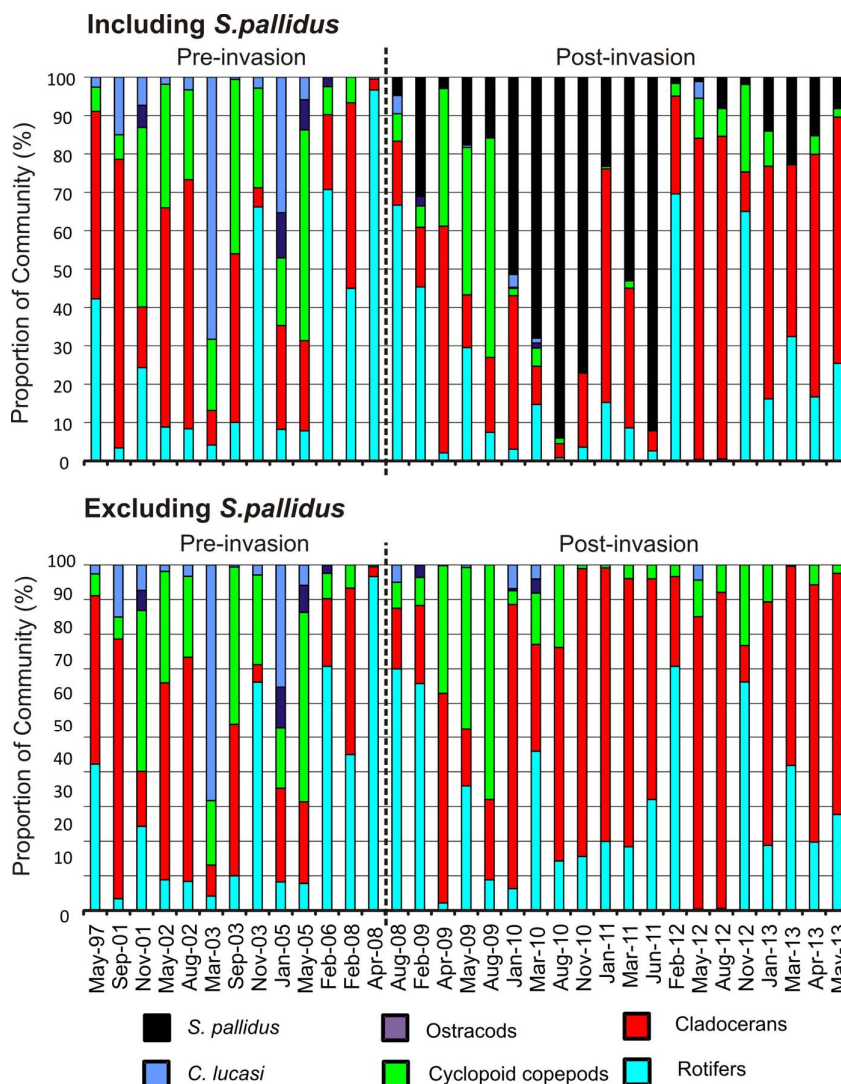 Including S.pallidus
Pre-invasion Post-invasion
Proportion of Community (%)
100
90
80
70
60
50
40
30
20
10
0
Excluding S.pallidus
Pre-invasion Post-invasion
Proportion of Community (%)
100
90
80
70
60
50
40
30
20
10
0
May-97
Sep-01
Nov-01
May-02
Aug-02
Mar-03
Sep-03
Nov-03
Jan-05
May-05
Feb-06
Feb-08
Apr-08
Aug-08
Feb-09
Apr-09
May-09
Aug-09
Jan-10
Mar-10
Aug-10
Nov-10
Jan-11
Mar-11
Jun-11
Feb-12
May-12
Aug-12
Nov-12
Jan-13
Mar-13
Apr-13
May-13
S. pallidus Ostracods Cladocerans
C. lucasi Cyclopoid copepods Rotifers